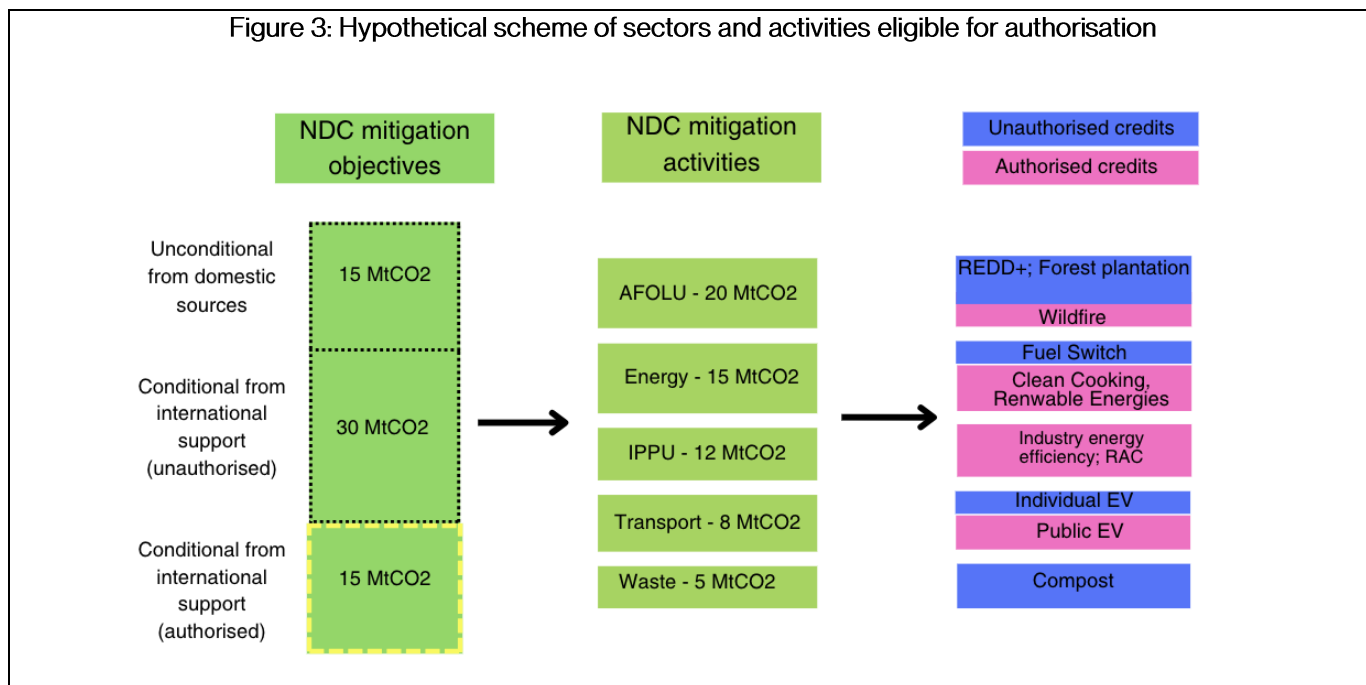 Figure 3: Hypothetical scheme of sectors and activities eligible for authorisation
NDC mitigation
objectives
Unconditional
from domestic
sources
15 MtCO2
Conditional from
international
support
(unauthorised)
30 MtCO2
Conditional from
international
support
(authorised)
15 MtCO2
NDC mitigation
activities
AFOLU - 20 MtCO2
Energy - 15 MtCO2
IPPU - 12 MtCO2
Transport - 8 MtCO2
Waste - 5 MtCO2
Unauthorised credits
Authorised credits
REDD+; Forest plantation
Wildfire
Fuel Switch
Clean Cooking,
Renwable Energies
Industry energy
efficiency; RAC
Individual EV
Public EV
Compost